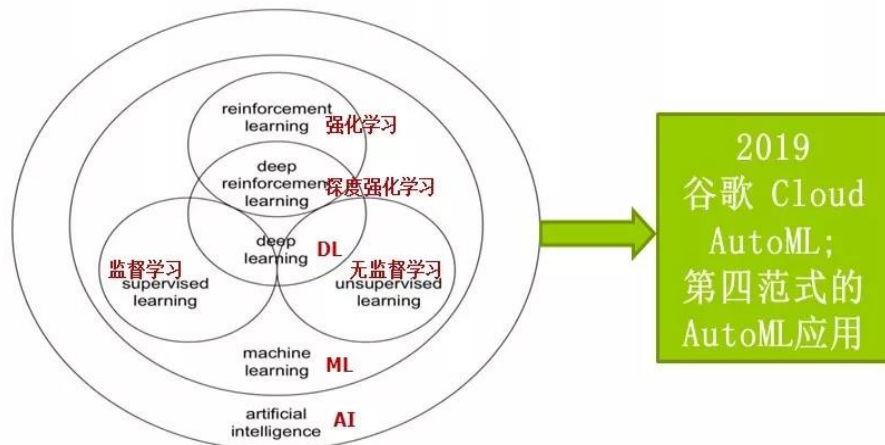 reinforcement
learning 强化学习
deep
reinforcement 深度强化学习
learning
deep
learning DL
监督学习
supervised
learning
无监督学习
unsupervised
learning
machine
learning ML
artificial
intelligence AI
2019
谷歌 Cloud
AutoML;
第四范式的
AutoML应用